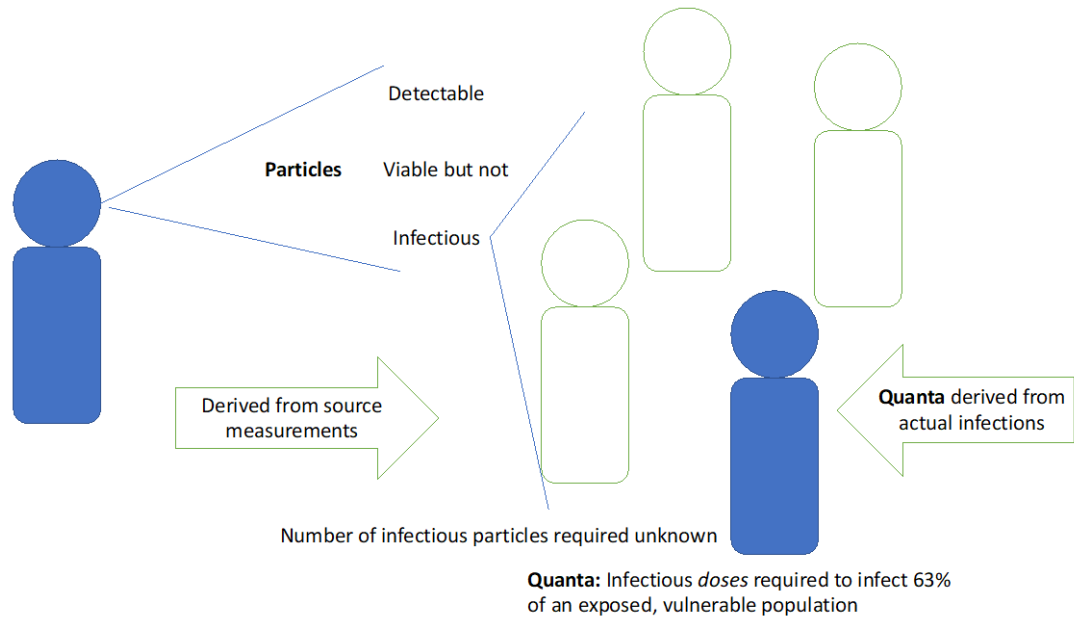 Detectable
Particles
Viable but not
Infectious
Derived from source
measurements
Quanta derived from
actual infections
Number of infectious particles required unknown
Quanta: Infectious doses required to infect 63%
of an exposed, vulnerable population